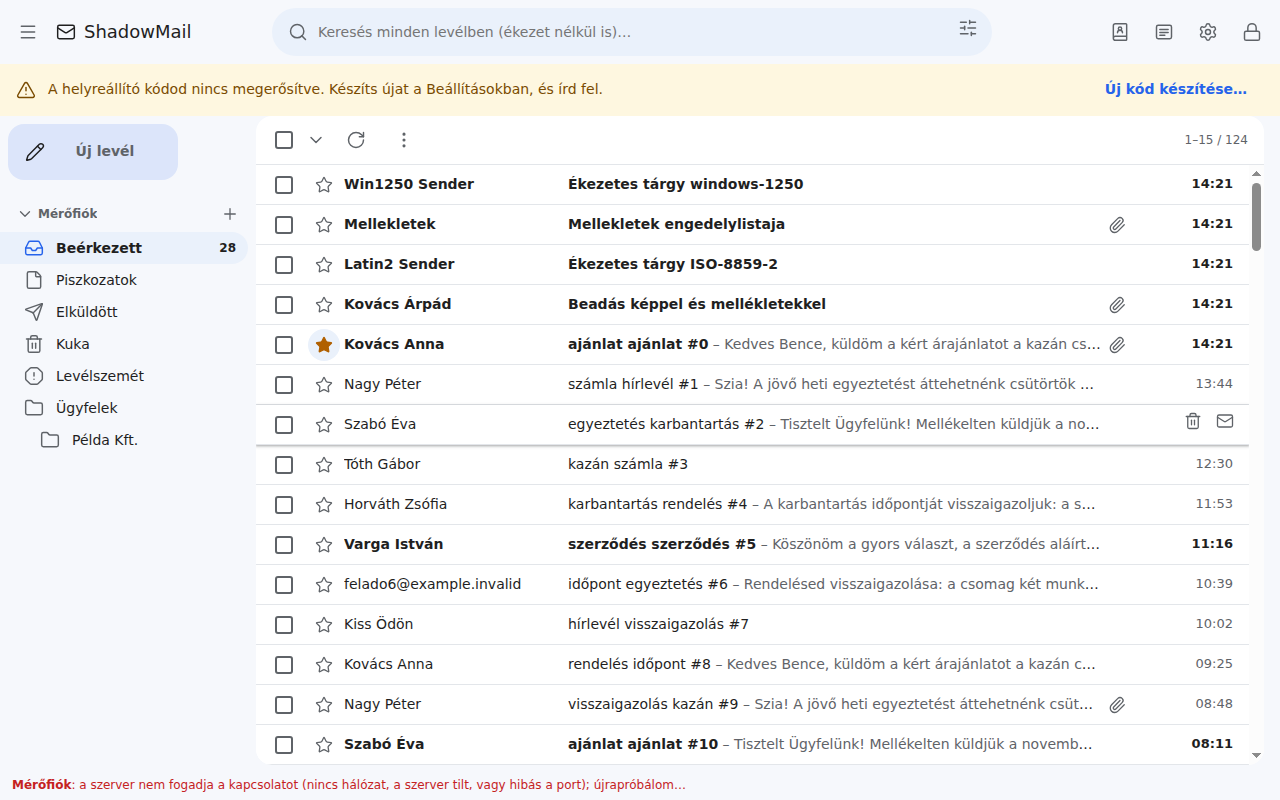 ShadowMail
Keresés minden levélben (ékezet nélkül is)…
A helyreállító kódod nincs megerősítve. Készíts újat a Beállításokban, és írd fel.
Új kód készítése…
Új levél
1–15 / 124
Mérőfiók
Beérkezett 28
Piszkozatok
Elküldött
Kuka
Levélszemét
Ügyfelek
Példa Kft.
Win1250 Sender Ékezetes tárgy windows-1250 14:21
Mellekletek Mellekletek engedelylistaja 14:21
Latin2 Sender Ékezetes tárgy ISO-8859-2 14:21
Kovács Árpád Beadás képpel és mellékletekkel 14:21
Kovács Anna ajánlat ajánlat #0 – Kedves Bence, küldöm a kért árajánlatot a kazán cs… 14:21
Nagy Péter számla hírlevél #1 – Szia! A jövő heti egyeztetést áttehetnénk csütörtök … 13:44
Szabó Éva egyeztetés karbantartás #2 – Tisztelt Ügyfelünk! Mellékelten küldjük a no…
Tóth Gábor kazán számla #3 12:30
Horváth Zsófia karbantartás rendelés #4 – A karbantartás időpontját visszaigazoljuk: a s… 11:53
Varga István szerződés szerződés #5 – Köszönöm a gyors választ, a szerződés aláírt… 11:16
felado6@example.invalid időpont egyeztetés #6 – Rendelésed visszaigazolása: a csomag két munk… 10:39
Kiss Ödön hírlevél visszaigazolás #7 10:02
Kovács Anna rendelés időpont #8 – Kedves Bence, küldöm a kért árajánlatot a kazán c… 09:25
Nagy Péter visszaigazolás kazán #9 – Szia! A jövő heti egyeztetést áttehetnénk csüt… 08:48
Szabó Éva ajánlat ajánlat #10 – Tisztelt Ügyfelünk! Mellékelten küldjük a novemb… 08:11
Mérőfiók: a szerver nem fogadja a kapcsolatot (nincs hálózat, a szerver tilt, vagy hibás a port); újrapróbálom…